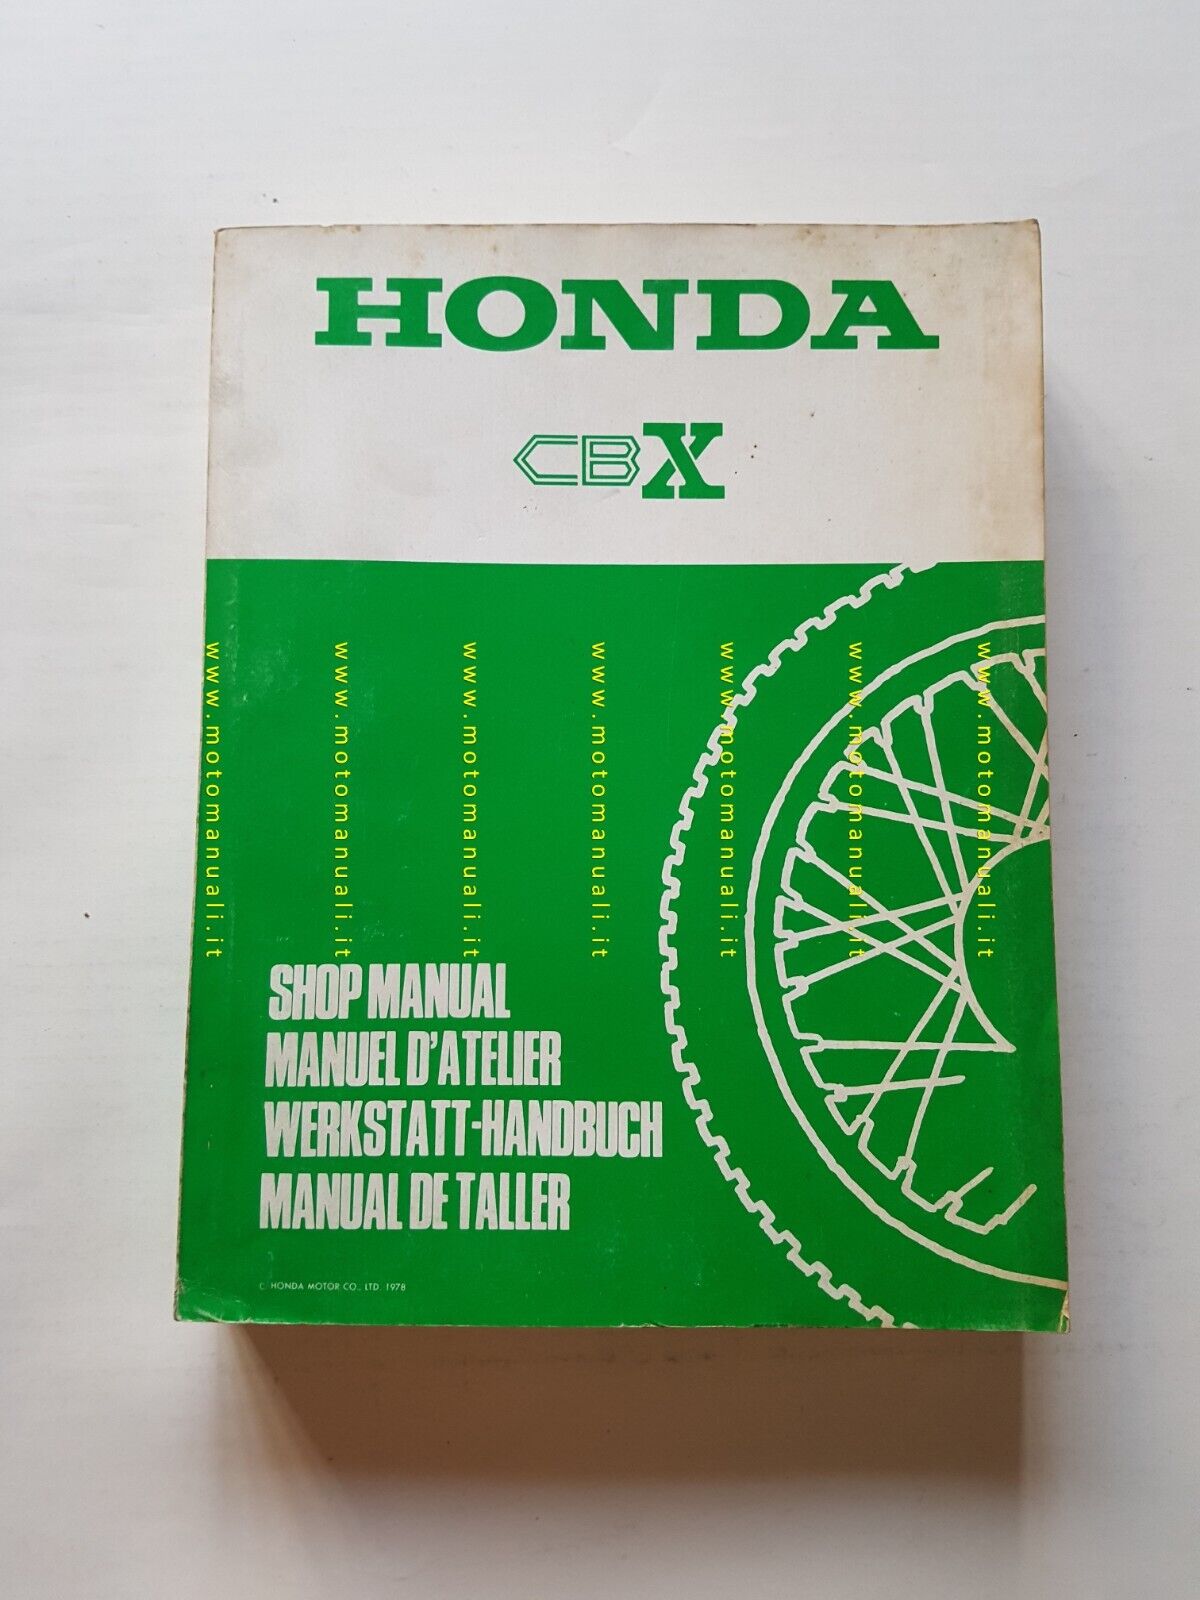 HONDA
CBX
www.motomanuali.it www.motomanuali.it www.motomanuali.it www.motomanuali.it www.motomanuali.it www.motomanuali.it www.motomanuali.it
SHOP MANUAL
MANUEL D'ATELIER
WERKSTATT-HANDBUCH
MANUAL DE TALLER
C. HONDA MOTOR CO., LTD. 1978